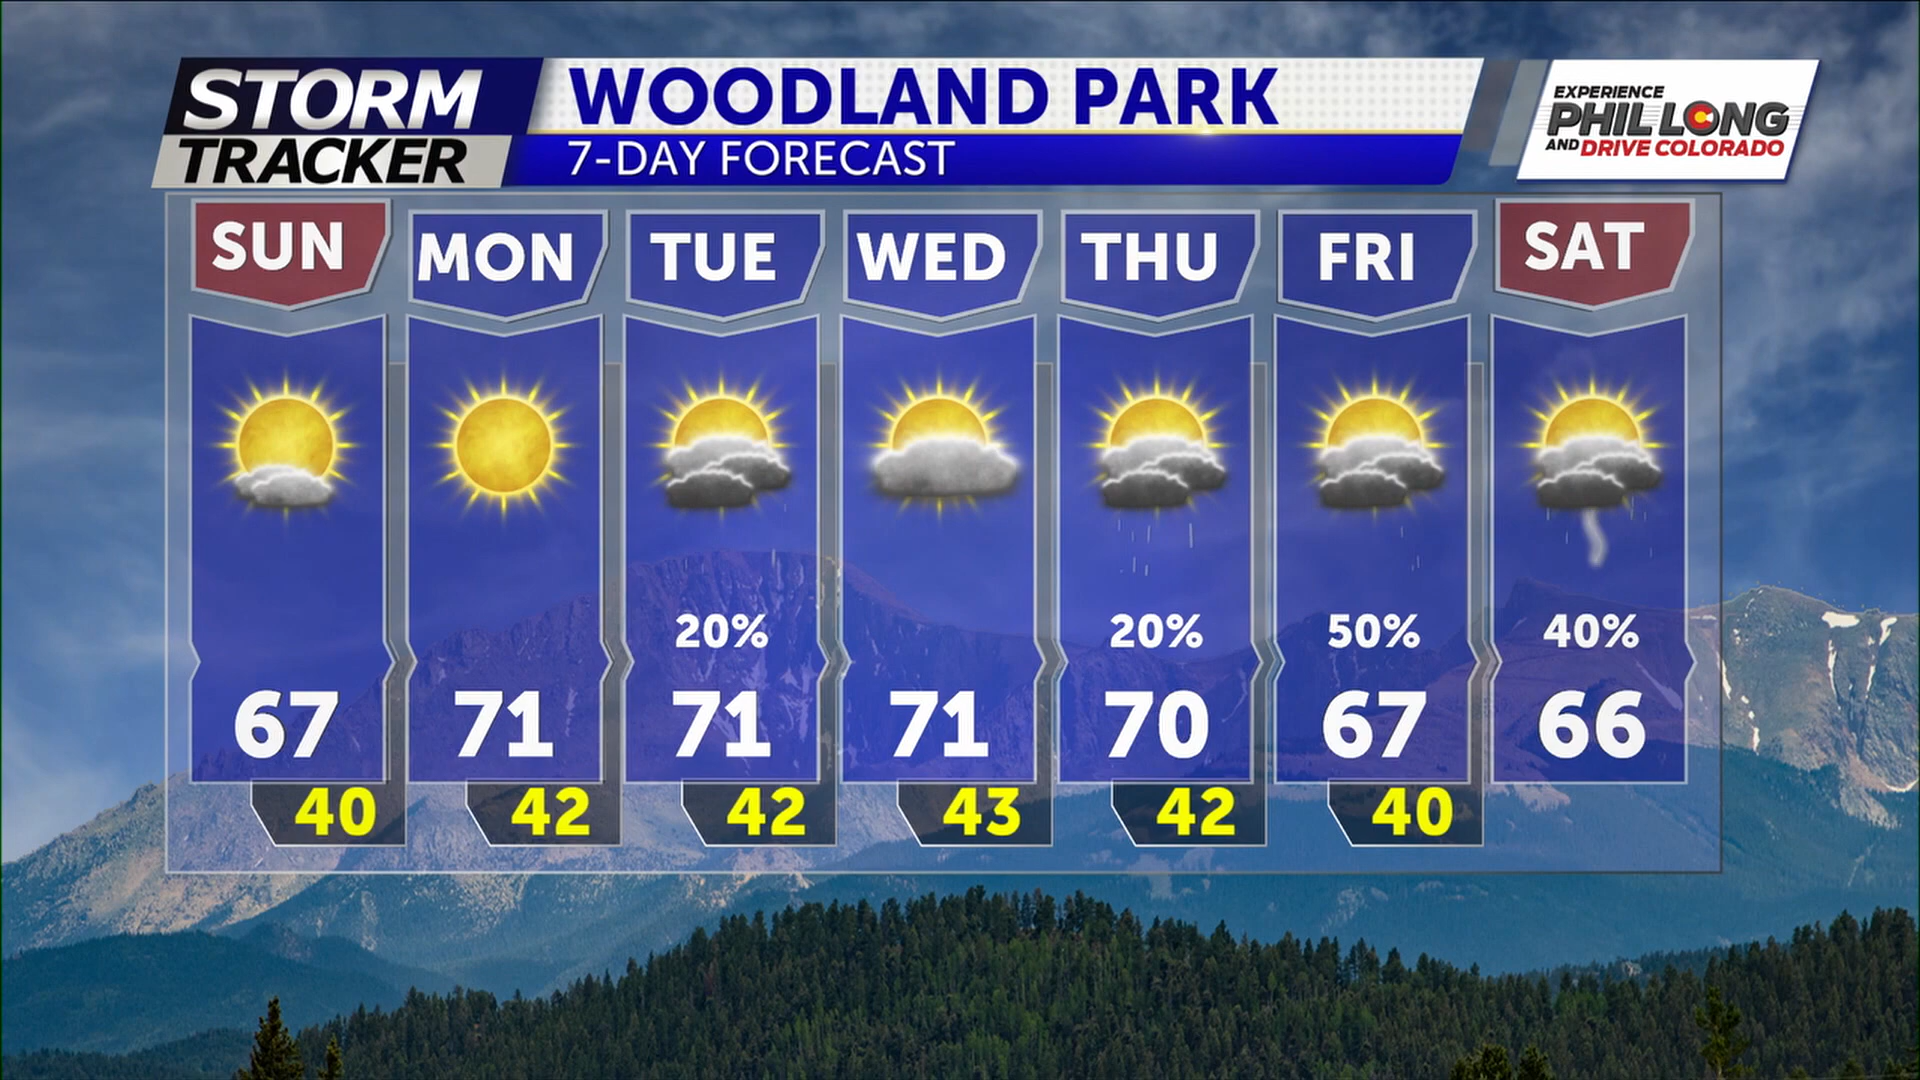 STORM
TRACKER
WOODLAND PARK
7-DAY FORECAST
EXPERIENCE
PHIL LONG
AND DRIVE COLORADO
SUN MON TUE WED THU FRI SAT
20% 20% 50% 40%
67 71 71 71 70 67 66
40 42 42 43 42 40